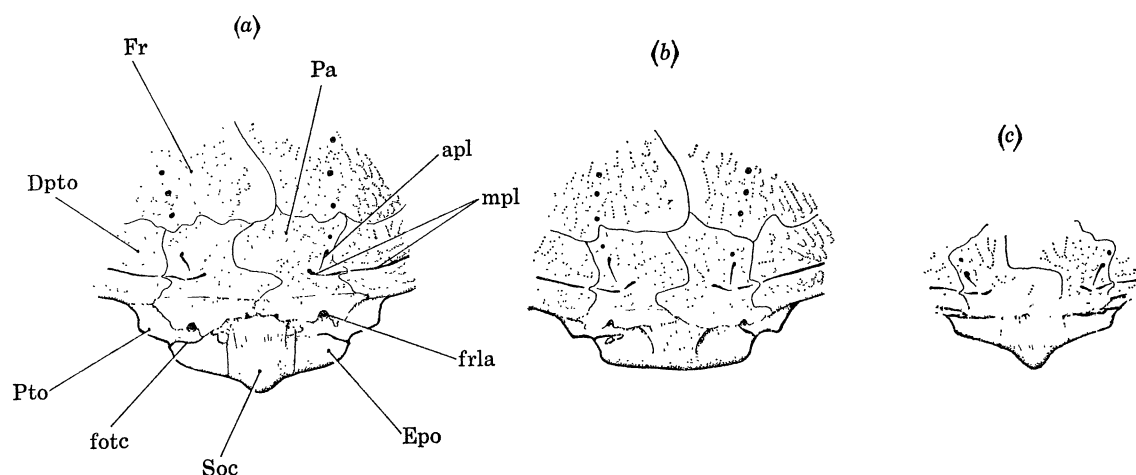 (a)
Fr
(b)
Pa
(c)
apl
Dpto
mpl
frla
Pto
fotc
Epo
Soc